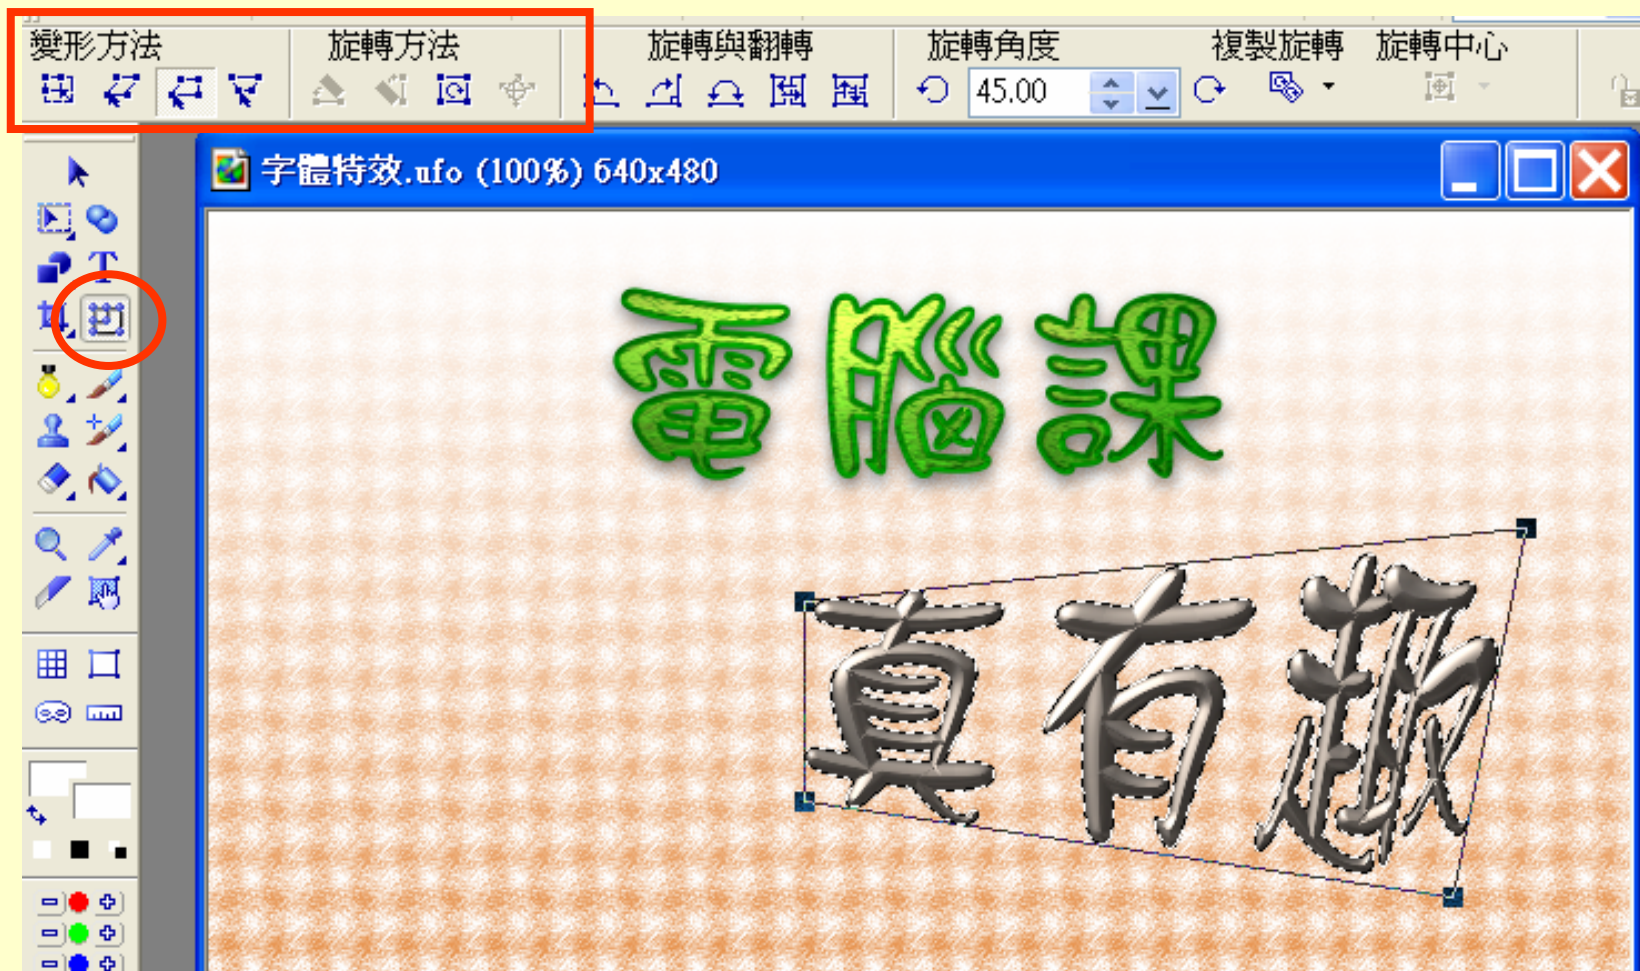 變形方法 旋轉方法 旋轉與翻轉 旋轉角度 複製旋轉 旋轉中心
45.00
字體特效.ufo (100%) 640x480
T
電腦課
真有趣